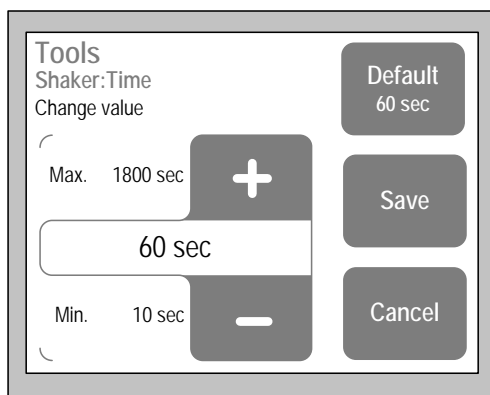 Tools
Shaker:Time
Change value
Default
60 sec
Max. 1800 sec
+
60 sec
Save
Min. 10 sec
−
Cancel